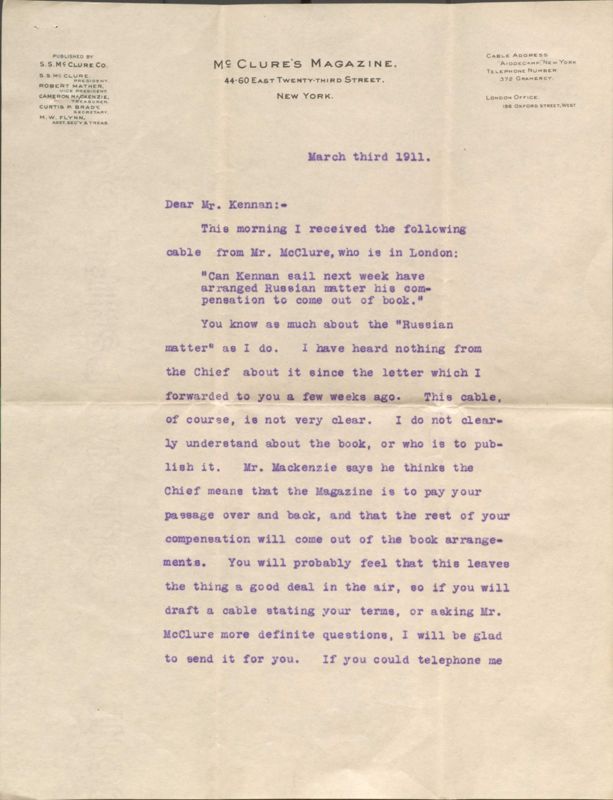 PUBLISHED BY
S.S. McCLURE CO.
S.S. McCLURE,
PRESIDENT.
ROBERT MATHER,
VICE PRESIDENT
CAMERON MACKENZIE,
TREASURER.
CURTIS P. BRADY,
SECRETARY.
H. W. FLYNN,
ASST. SEC'Y & TREAS.
McCLURE'S MAGAZINE.
44-60 EAST TWENTY-THIRD STREET.
NEW YORK.
CABLE ADDRESS
"AIDDECAMP," NEW YORK
TELEPHONE NUMBER
370 GRAMERCY.
LONDON OFFICE.
186 OXFORD STREET, WEST
March third 1911.
Dear Mr. Kennan:-
This morning I received the following
cable from Mr. McClure, who is in London:
"Can Kennan sail next week have
arranged Russian matter his com-
pensation to come out of book."
You know as much about the "Russian
matter" as I do. I have heard nothing from
the Chief about it since the letter which I
forwarded to you a few weeks ago. This cable,
of course, is not very clear. I do not clear-
ly understand about the book, or who is to pub-
lish it. Mr. Mackenzie says he thinks the
Chief means that the Magazine is to pay your
passage over and back, and that the rest of your
compensation will come out of the book arrange-
ments. You will probably feel that this leaves
the thing a good deal in the air, so if you will
draft a cable stating your terms, or asking Mr.
McClure more definite questions, I will be glad
to send it for you. If you could telephone me